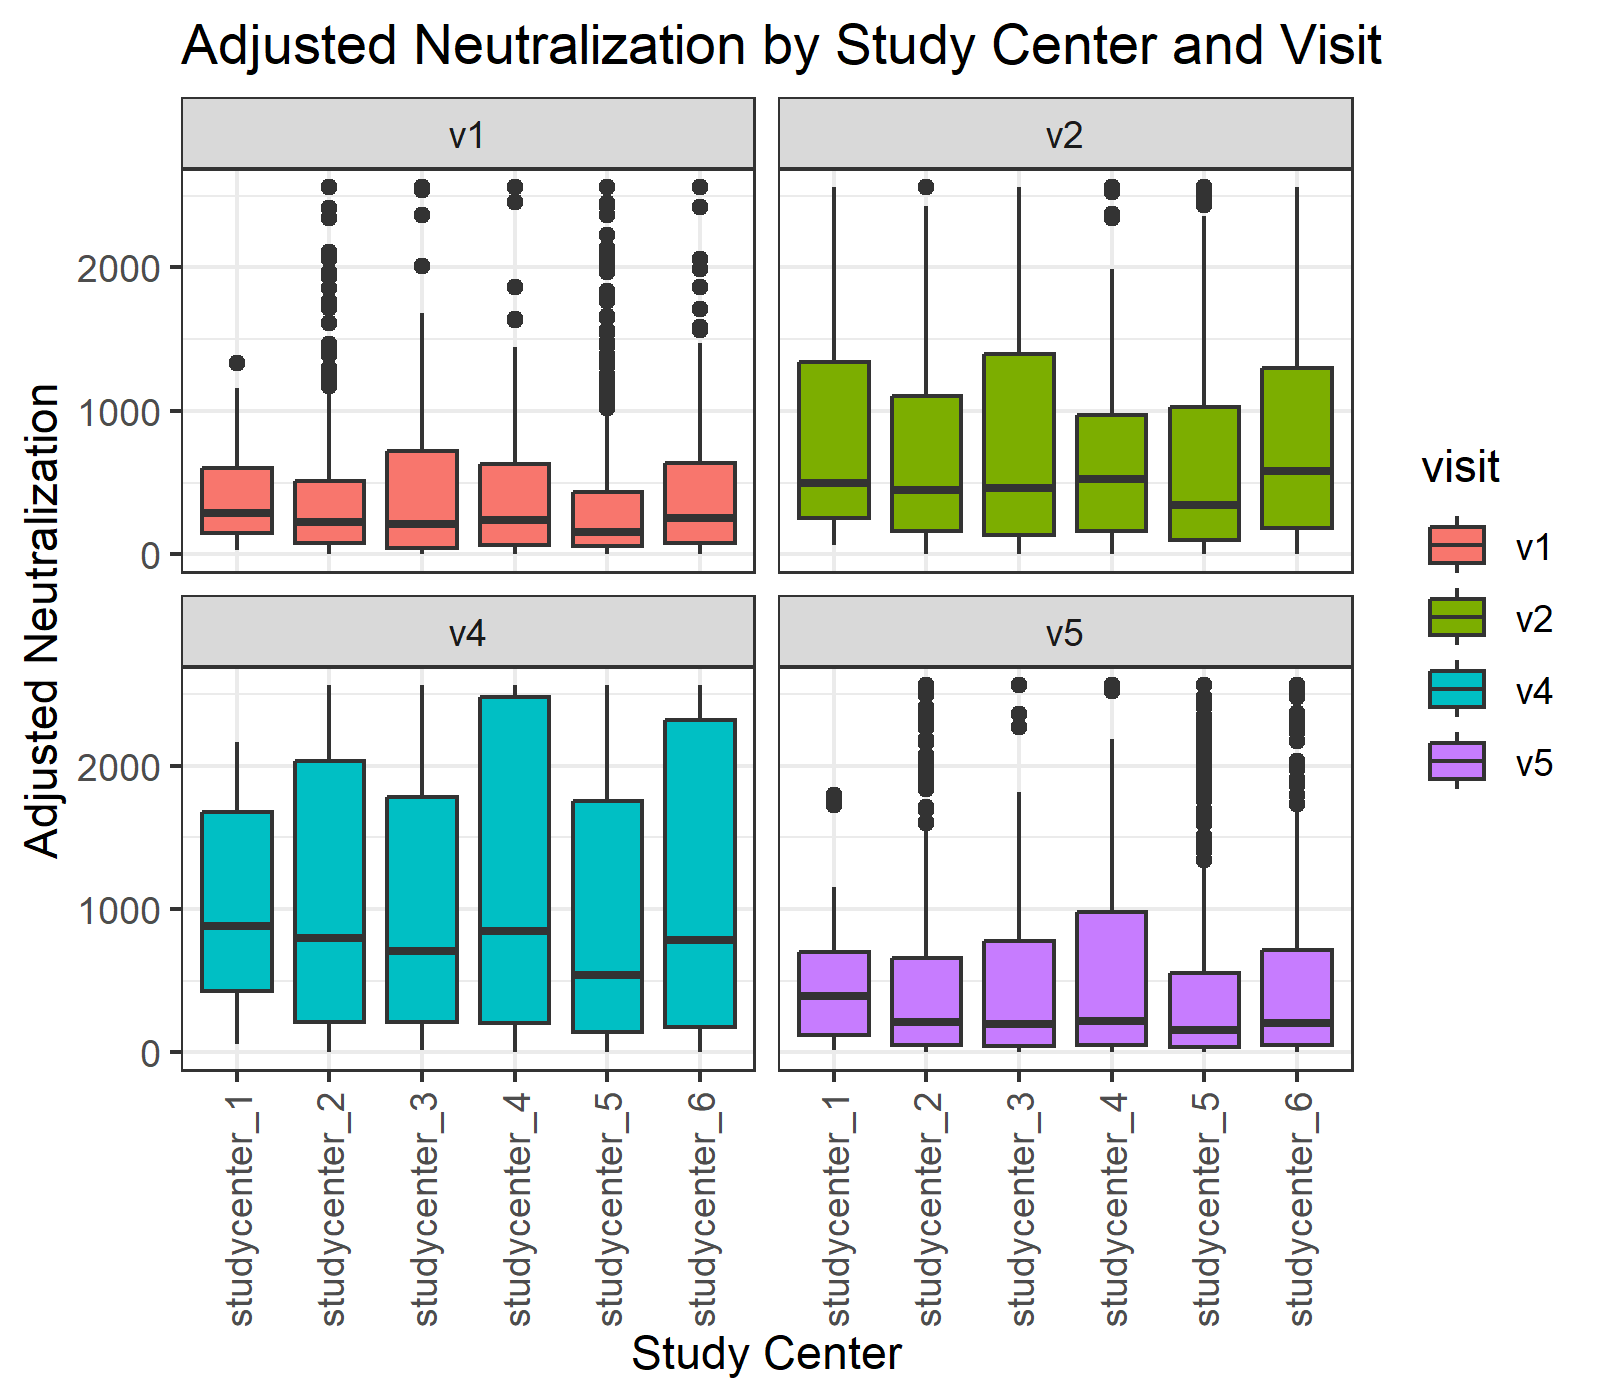 Adjusted Neutralization by Study Center and Visit
v1
v2
2000
1000
0
v4
v5
2000
1000
0
Adjusted Neutralization
studycenter_1
studycenter_2
studycenter_3
studycenter_4
studycenter_5
studycenter_6
studycenter_1
studycenter_2
studycenter_3
studycenter_4
studycenter_5
studycenter_6
Study Center
visit
v1
v2
v4
v5